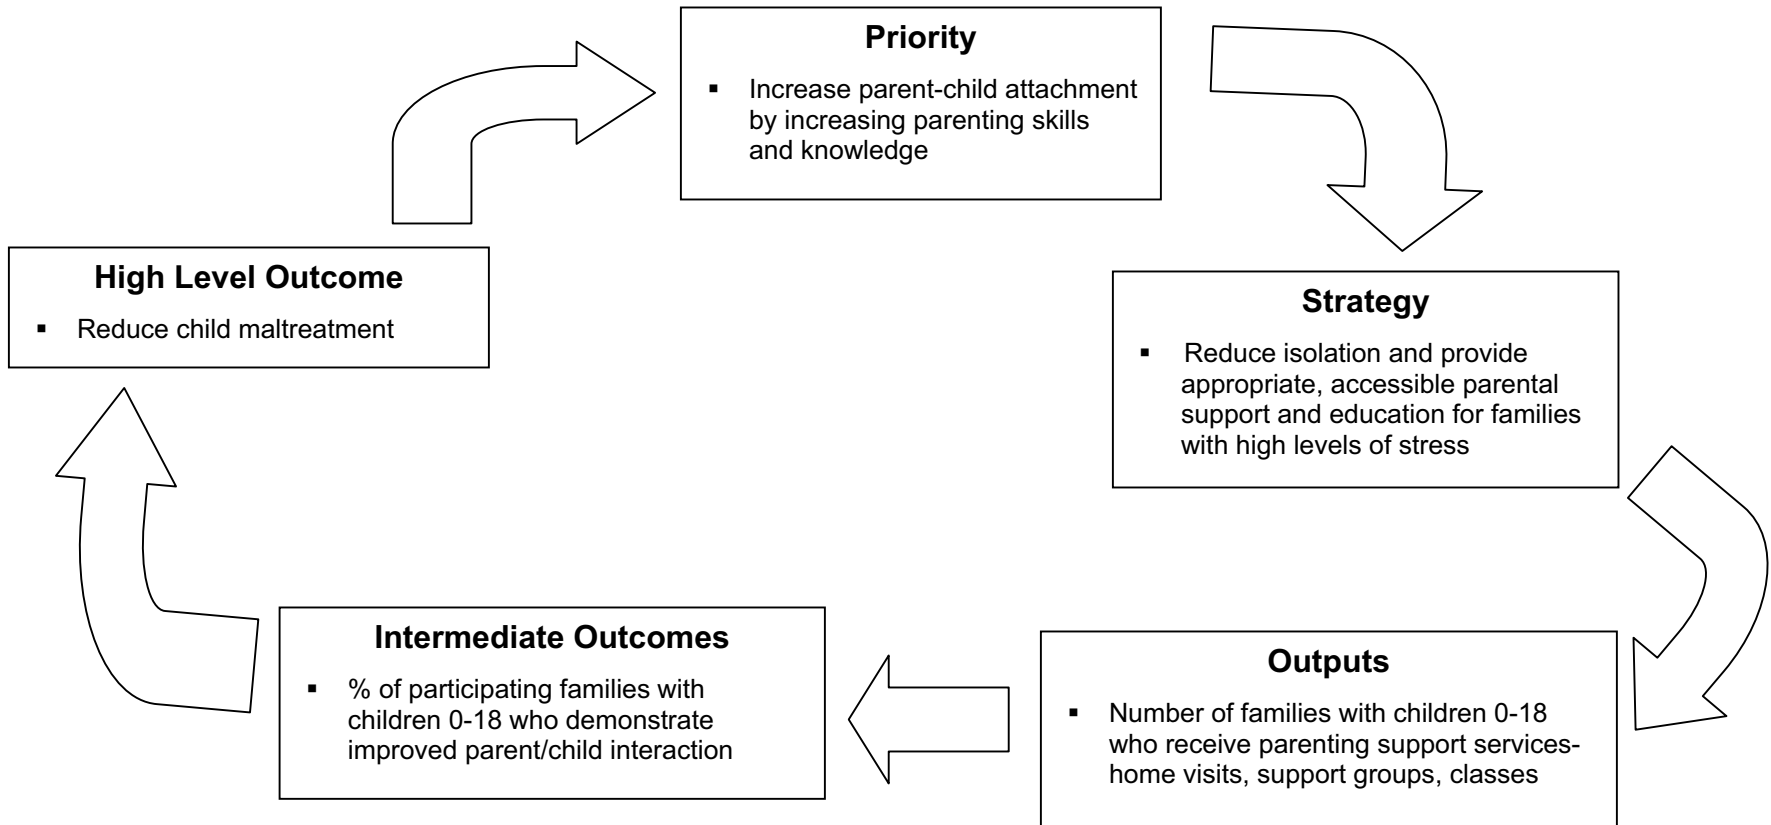 Priority
▪ Increase parent-child attachment
by increasing parenting skills
and knowledge
High Level Outcome
▪ Reduce child maltreatment
Strategy
▪ Reduce isolation and provide
appropriate, accessible parental
support and education for families
with high levels of stress
Intermediate Outcomes
▪ % of participating families with
children 0-18 who demonstrate
improved parent/child interaction
Outputs
▪ Number of families with children 0-18
who receive parenting support services-
home visits, support groups, classes